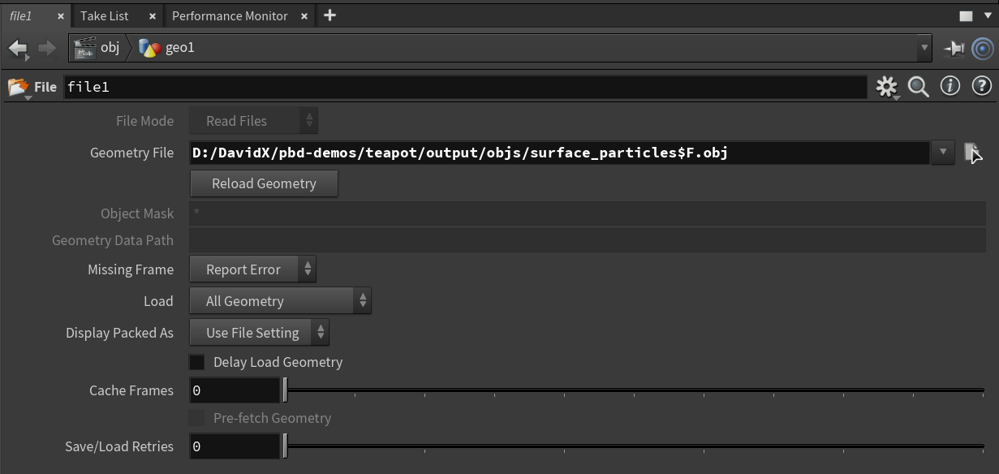 file1 Take List Performance Monitor
obj geo1
File file1
File Mode Read Files
Geometry File D:/DavidX/pbd-demos/teapot/output/objs/surface_particles$F.obj
Reload Geometry
Object Mask *
Geometry Data Path
Missing Frame Report Error
Load All Geometry
Display Packed As Use File Setting
Delay Load Geometry
Cache Frames 0
Pre-fetch Geometry
Save/Load Retries 0